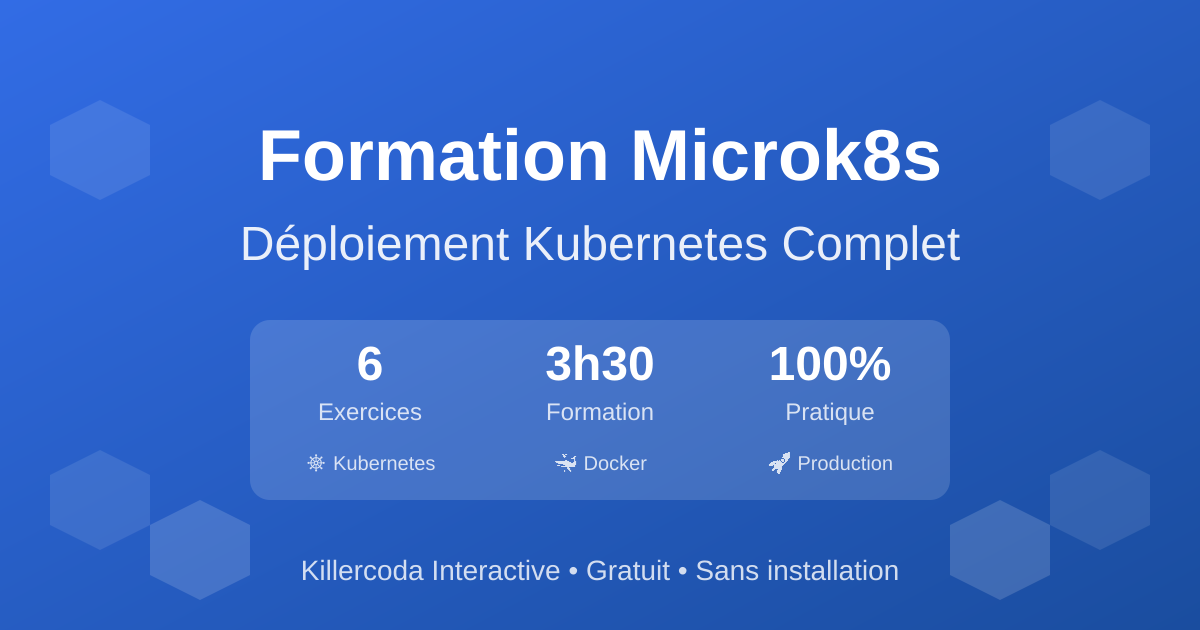 Formation Microk8s
Déploiement Kubernetes Complet
6
Exercices
3h30
Formation
100%
Pratique
Kubernetes
Docker
Production
Killercoda Interactive • Gratuit • Sans installation